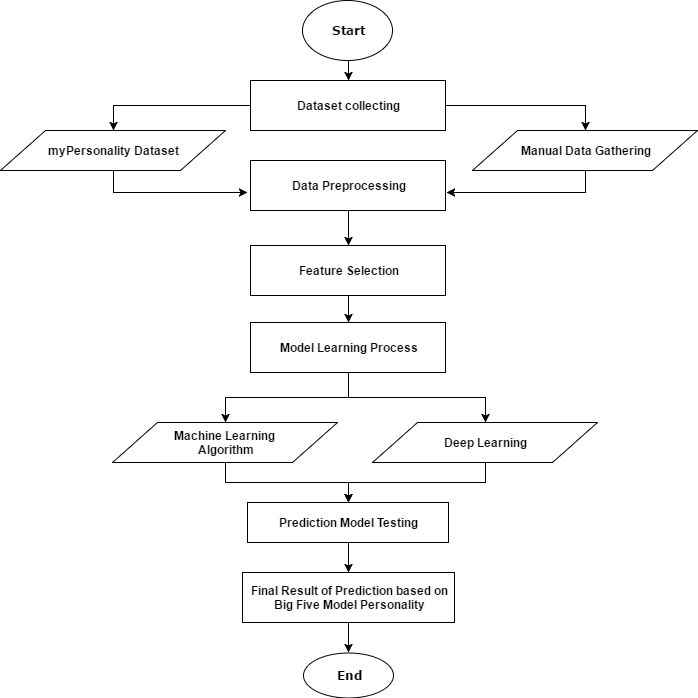 Start
Dataset collecting
myPersonality Dataset
Manual Data Gathering
Data Preprocessing
Feature Selection
Model Learning Process
Machine Learning
Algorithm
Deep Learning
Prediction Model Testing
Final Result of Prediction based on
Big Five Model Personality
End